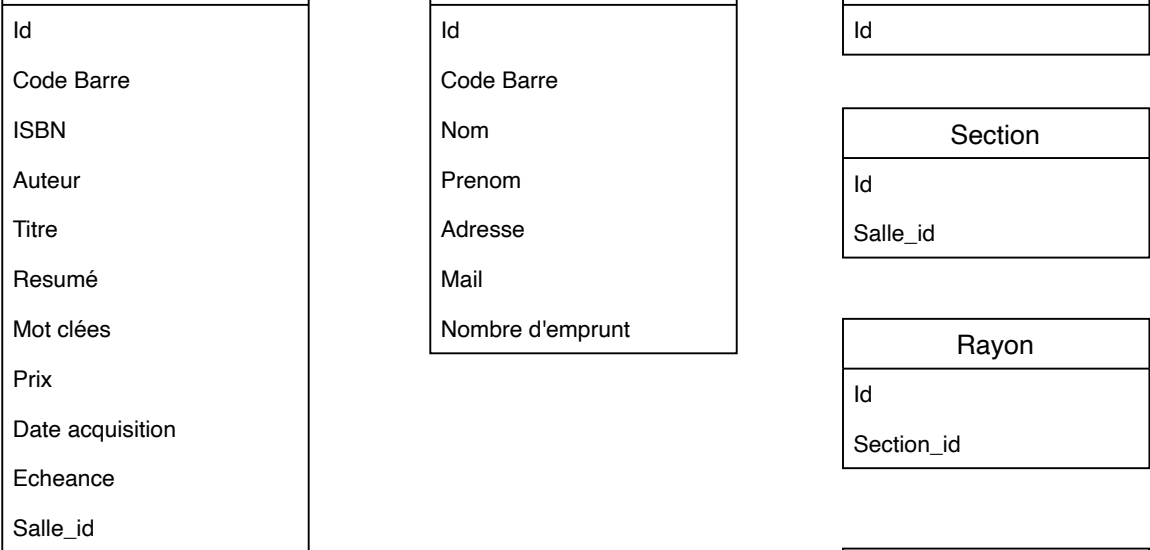 Id
Code Barre
ISBN
Auteur
Titre
Resumé
Mot clées
Prix
Date acquisition
Echeance
Salle_id
Id
Code Barre
Nom
Prenom
Adresse
Mail
Nombre d'emprunt
Id
Section
Id
Salle_id
Rayon
Id
Section_id